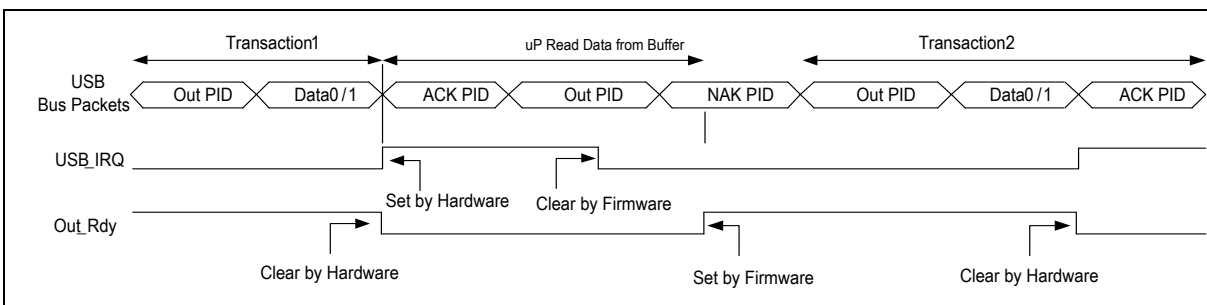 Transaction1
uP Read Data from Buffer
Transaction2
USB
Bus Packets
Out PID
Data0/1
ACK PID
Out PID
NAK PID
Out PID
Data0/1
ACK PID
USB_IRQ
Set by Hardware
Clear by Firmware
Out_Rdy
Clear by Hardware
Set by Firmware
Clear by Hardware